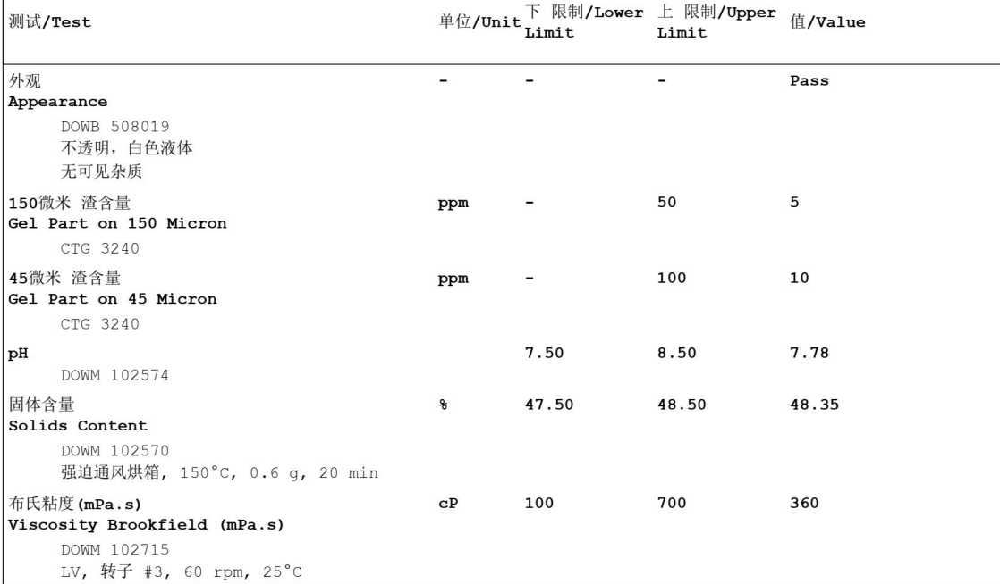 测试/Test 单位/Unit 下 限制/Lower Limit 上 限制/Upper Limit 值/Value
外观 - - - Pass
Appearance
DOWB 508019
不透明，白色液体
无可见杂质
150微米 渣含量 ppm - 50 5
Gel Part on 150 Micron
CTG 3240
45微米 渣含量 ppm - 100 10
Gel Part on 45 Micron
CTG 3240
pH 7.50 8.50 7.78
DOWM 102574
固体含量 % 47.50 48.50 48.35
Solids Content
DOWM 102570
强迫通风烘箱, 150°C, 0.6 g, 20 min
布氏粘度(mPa.s) cP 100 700 360
Viscosity Brookfield (mPa.s)
DOWM 102715
LV, 转子 #3, 60 rpm, 25°C